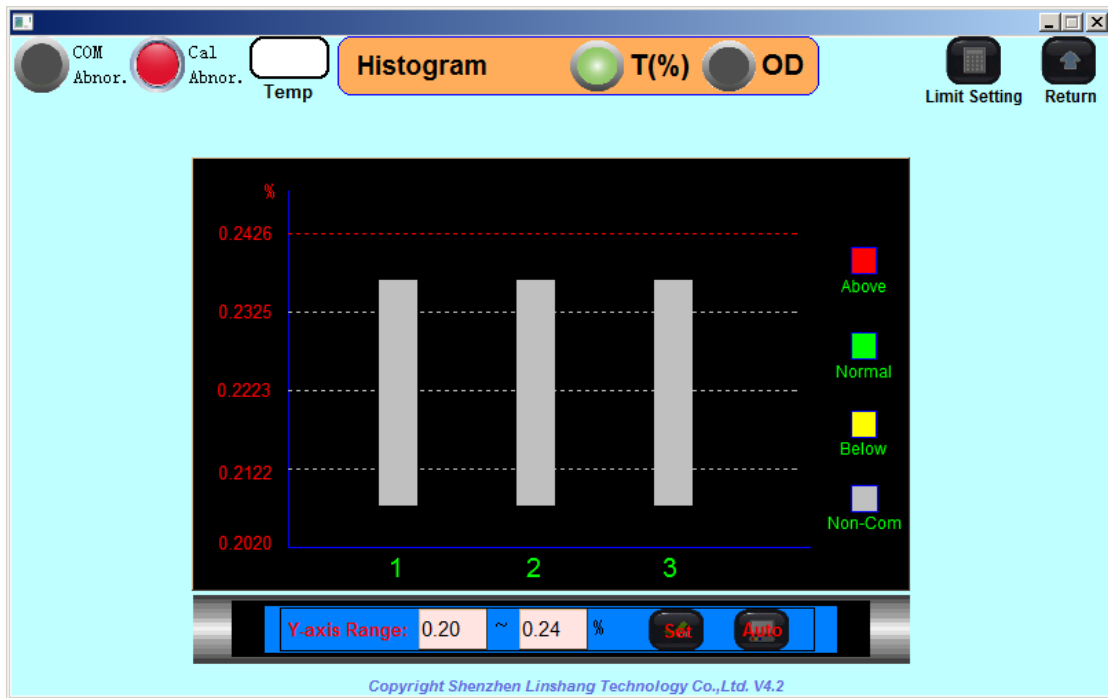 COM
Abnor.
Cal
Abnor.
Temp
Histogram
T(%)
OD
Limit Setting
Return
%
0.2426
0.2325
0.2223
0.2122
0.2020
1
2
3
Above
Normal
Below
Non-Com
Y-axis Range: 0.20 ~ 0.24 %
Set
Auto
Copyright Shenzhen Linshang Technology Co.,Ltd. V4.2